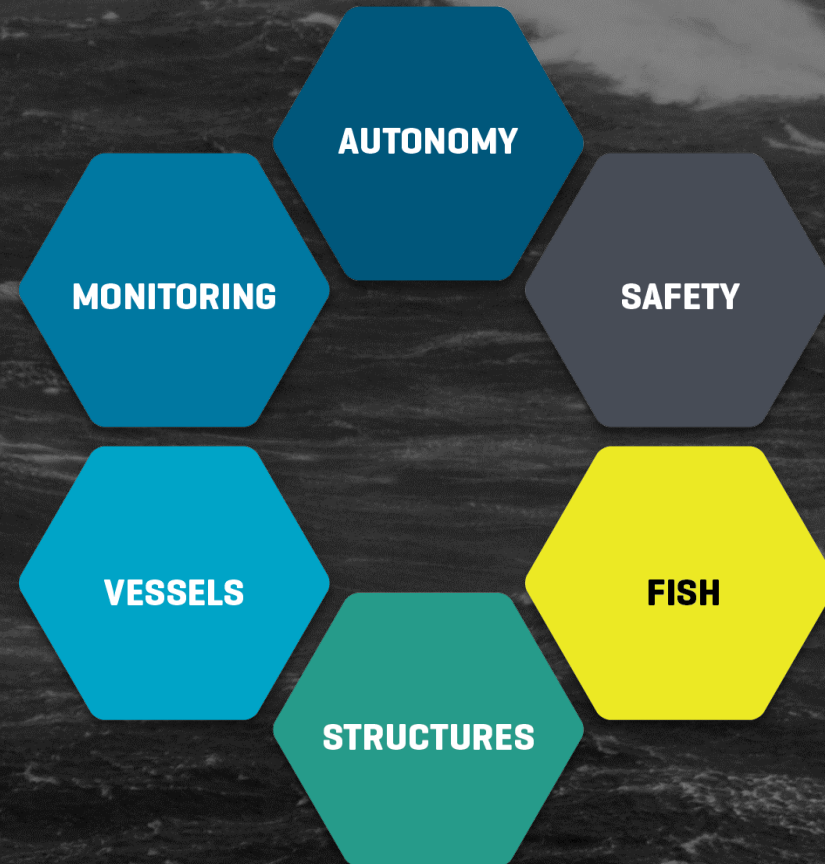 AUTONOMY
MONITORING
SAFETY
VESSELS
FISH
STRUCTURES